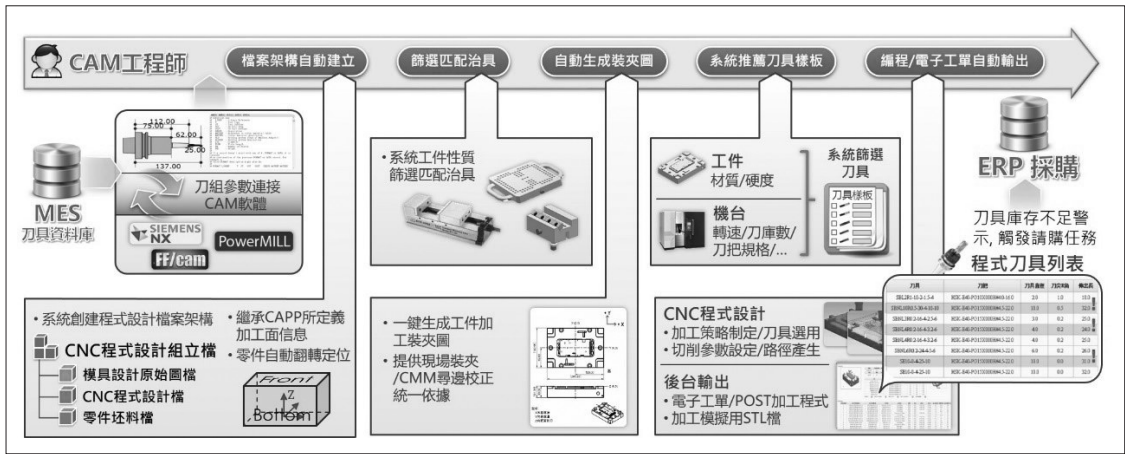 CAM工程師
檔案架構自動建立
篩選匹配治具
自動生成裝夾圖
系統推薦刀具樣板
編程/電子工單自動輸出
MES
刀具資料庫
112.00
75.00
62.00
25.00
137.00
刀組參數連接
CAM軟體
SIEMENS
NX
PowerMILL
FF/cam
• 系統創建程式設計檔案架構
CNC程式設計組立檔
模具設計原始圖檔
CNC程式設計檔
零件坯料檔
• 繼承CAPP所定義
加工面信息
• 零件自動翻轉定位
Front
Z
Bottom
• 系統工件性質
篩選匹配治具
• 一鍵生成工件加
工裝夾圖
• 提供現場裝夾
/CMM尋邊校正
統一依據
工件
材質/硬度
機台
轉速/刀庫數/
刀把規格/...
系統篩選
刀具
刀具樣板
CNC程式設計
• 加工策略制定/刀具選用
• 切削參數設定/路徑產生
後台輸出
• 電子工單/POST加工程式
• 加工模擬用STL檔
ERP 採購
刀具庫存不足警
示, 觸發請購任務
程式刀具列表